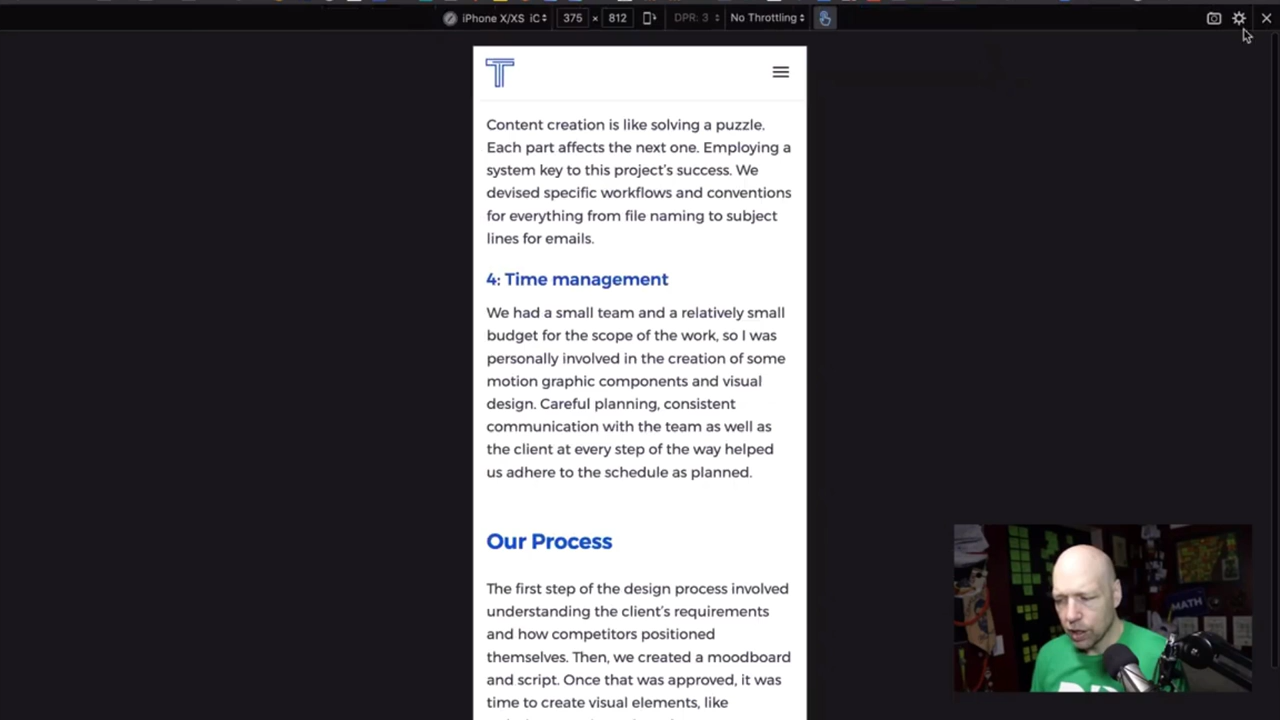 iPhone X/XS iC 375 × 812 DPR: 3 No Throttling
T
Content creation is like solving a puzzle.
Each part affects the next one. Employing a
system key to this project's success. We
devised specific workflows and conventions
for everything from file naming to subject
lines for emails.
4: Time management
We had a small team and a relatively small
budget for the scope of the work, so I was
personally involved in the creation of some
motion graphic components and visual
design. Careful planning, consistent
communication with the team as well as
the client at every step of the way helped
us adhere to the schedule as planned.
Our Process
The first step of the design process involved
understanding the client's requirements
and how competitors positioned
themselves. Then, we created a moodboard
and script. Once that was approved, it was
time to create visual elements, like
MATH